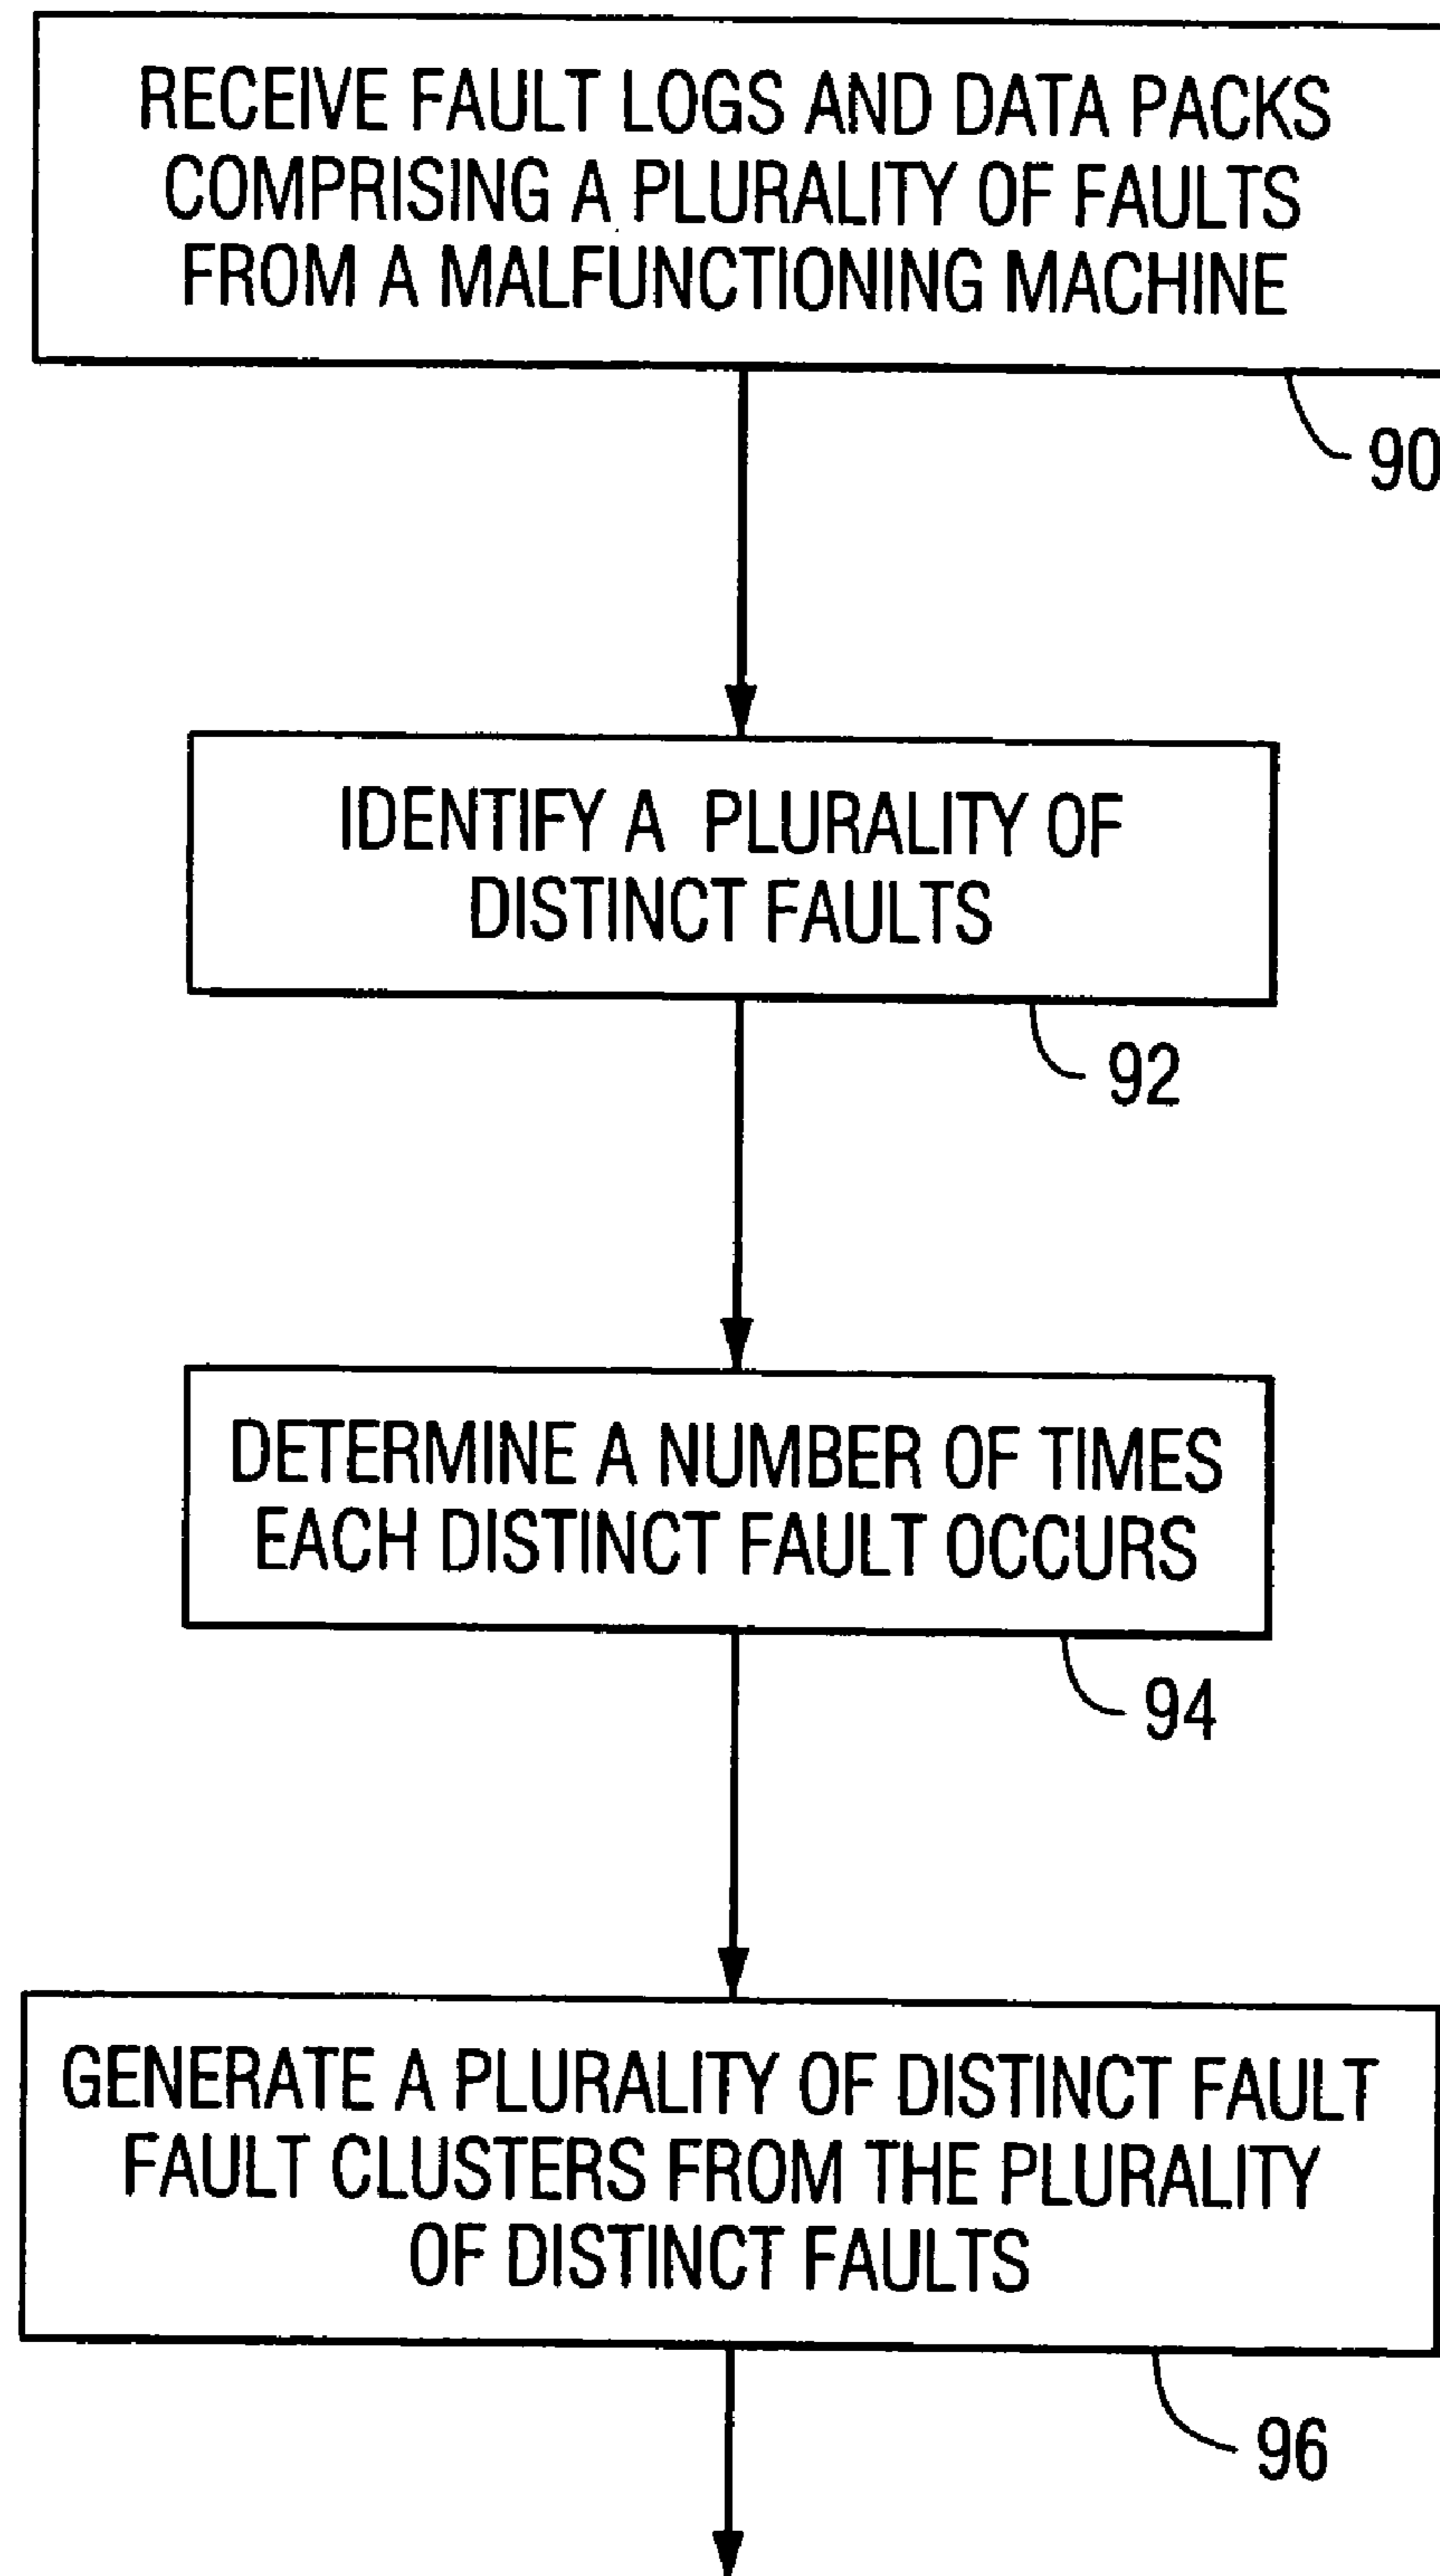 RECEIVE FAULT LOGS AND DATA PACKS
COMPRISING A PLURALITY OF FAULTS
FROM A MALFUNCTIONING MACHINE
90
IDENTIFY A PLURALITY OF
DISTINCT FAULTS
92
DETERMINE A NUMBER OF TIMES
EACH DISTINCT FAULT OCCURS
94
GENERATE A PLURALITY OF DISTINCT FAULT
FAULT CLUSTERS FROM THE PLURALITY
OF DISTINCT FAULTS
96